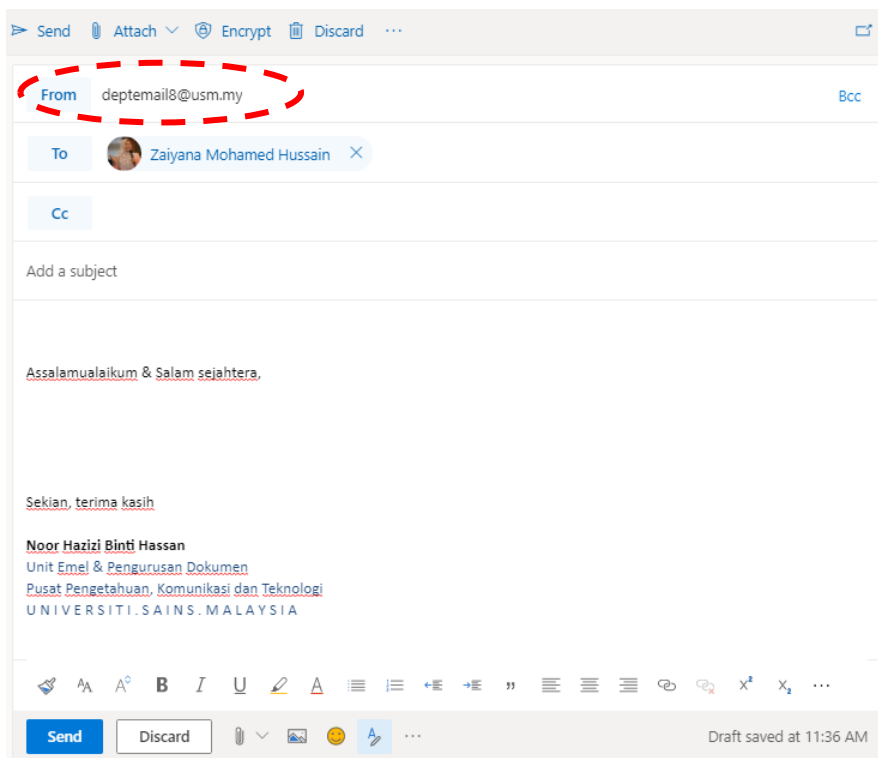 Send Attach Encrypt Discard ...
From deptemail8@usm.my Bcc
To Zaiyana Mohamed Hussain
Cc
Add a subject
Assalamualaikum & Salam sejahtera,
Sekian, terima kasih
Noor Hazizi Binti Hassan
Unit Emel & Pengurusan Dokumen
Pusat Pengetahuan, Komunikasi dan Teknologi
U N I V E R S I T I . S A I N S . M A L A Y S I A
Send Discard ... Draft saved at 11:36 AM